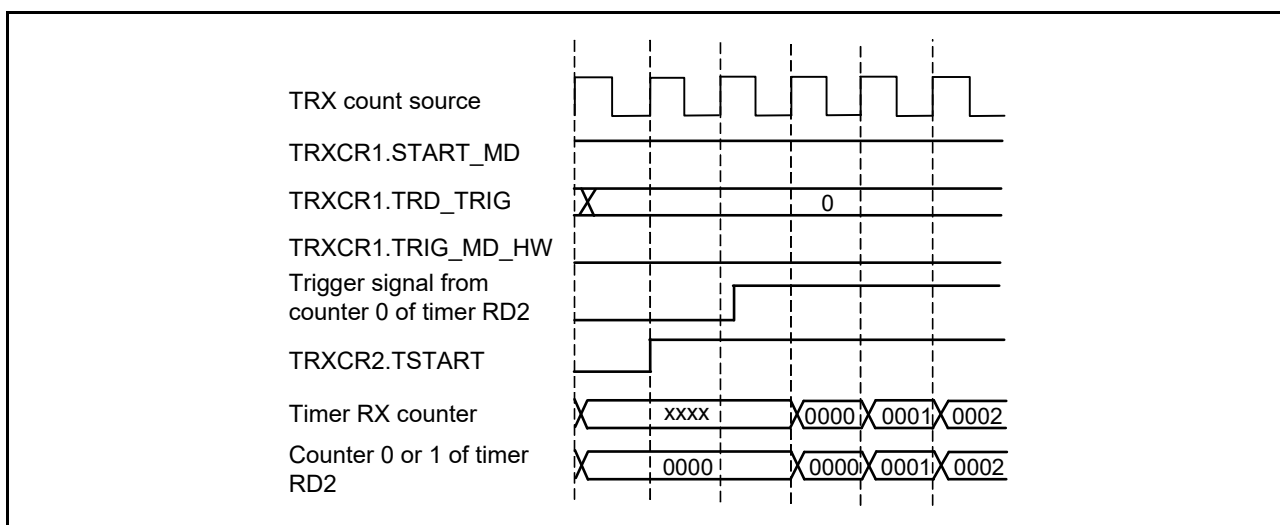 TRX count source
TRXCR1.START_MD
TRXCR1.TRD_TRIG
0
TRXCR1.TRIG_MD_HW
Trigger signal from
counter 0 of timer RD2
TRXCR2.TSTART
Timer RX counter
xxxx 0000 0001 0002
Counter 0 or 1 of timer
RD2
0000 0000 0001 0002